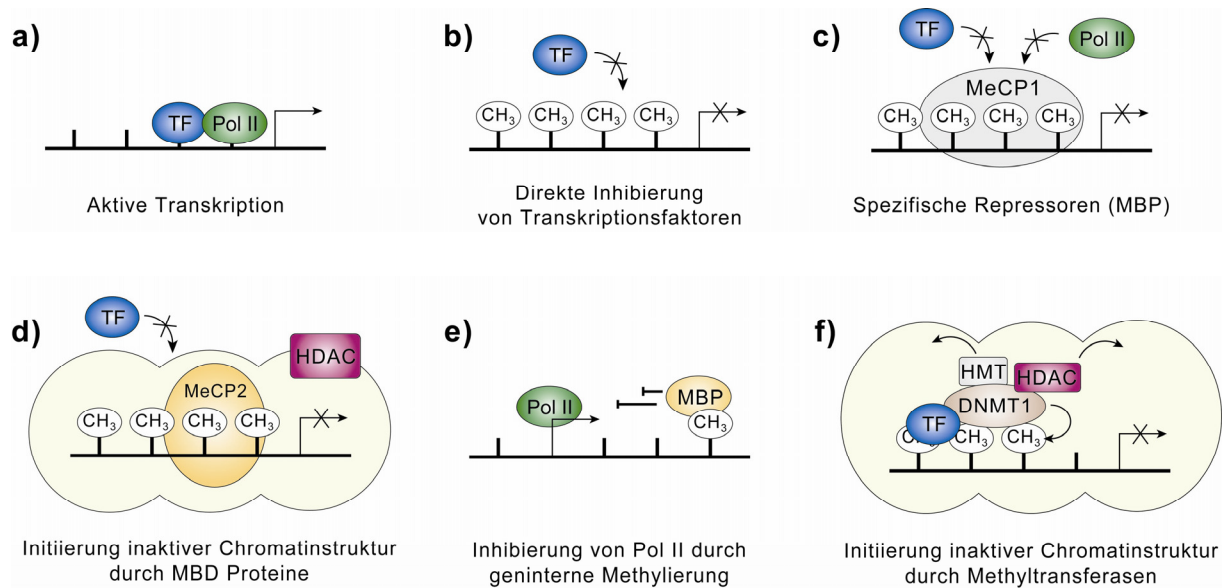 a)
TF
Pol II
Aktive Transkription
b)
TF
CH3 CH3 CH3 CH3
Direkte Inhibierung
von Transkriptionsfaktoren
c)
TF
Pol II
MeCP1
CH3 CH3 CH3 CH3
Spezifische Repressoren (MBP)
d)
TF
HDAC
MeCP2
CH3 CH3 CH3 CH3
Initiierung inaktiver Chromatinstruktur
durch MBD Proteine
e)
Pol II
MBP
CH3
Inhibierung von Pol II durch
geninterne Methylierung
f)
HMT
HDAC
DNMT1
TF
CH3 CH3
Initiierung inaktiver Chromatinstruktur
durch Methyltransferasen